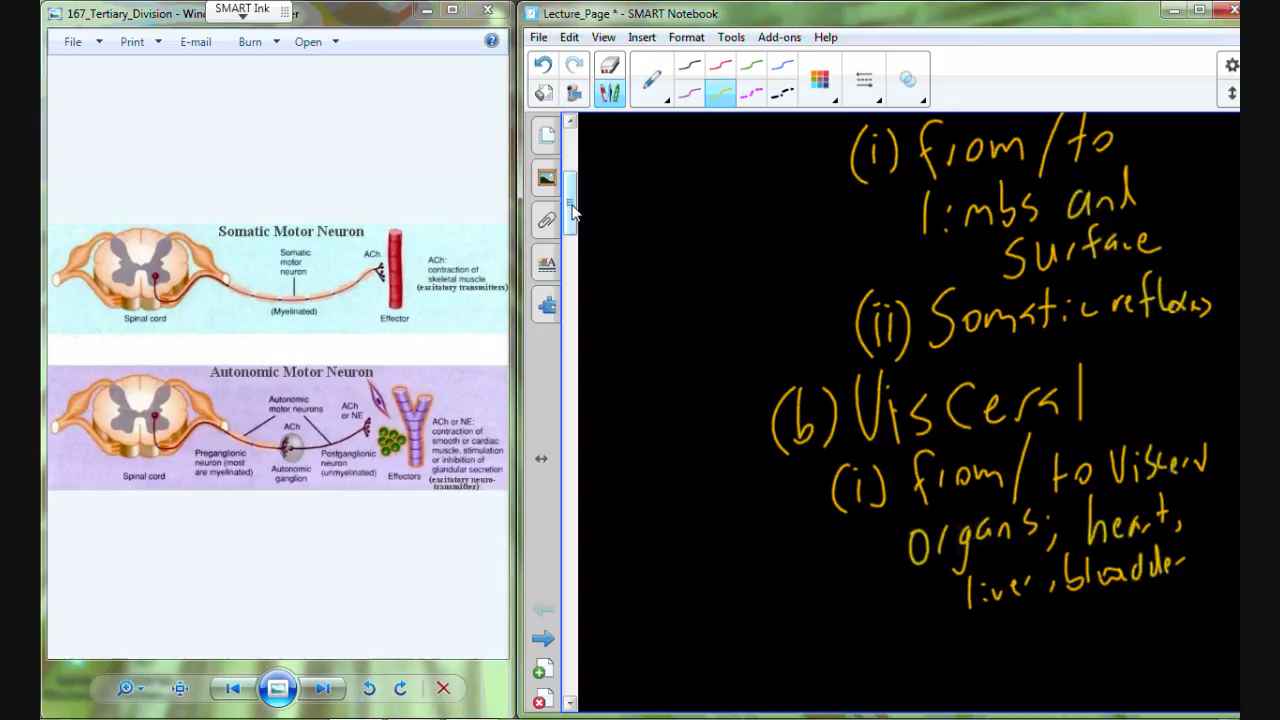 167_Tertiary_Division - Win
SMART Ink
File Print E-mail Burn Open
Somatic Motor Neuron
Somatic
motor
neuron
ACh
ACh:
contraction of
skeletal muscle
(excitatory transmitters)
(Myelinated)
Spinal cord
Effector
Autonomic Motor Neuron
Autonomic
motor neurons
ACh
ACh
or NE
ACh or NE:
contraction of
smooth or cardiac
muscle, stimulation
or inhibition of
glandular secretion
(excitatory neuro-
transmitter)
Preganglionic
neuron (most
are myelinated)
Postganglionic
neuron
(unmyelinated)
Spinal cord
Autonomic
ganglion
Effectors
Lecture_Page * - SMART Notebook
File Edit View Insert Format Tools Add-ons Help
(i) from/to
limbs and
Surface
(ii) Somatic reflexes
(b) Visceral
(i) from/to Visceral
organs; heart,
liver, bladder